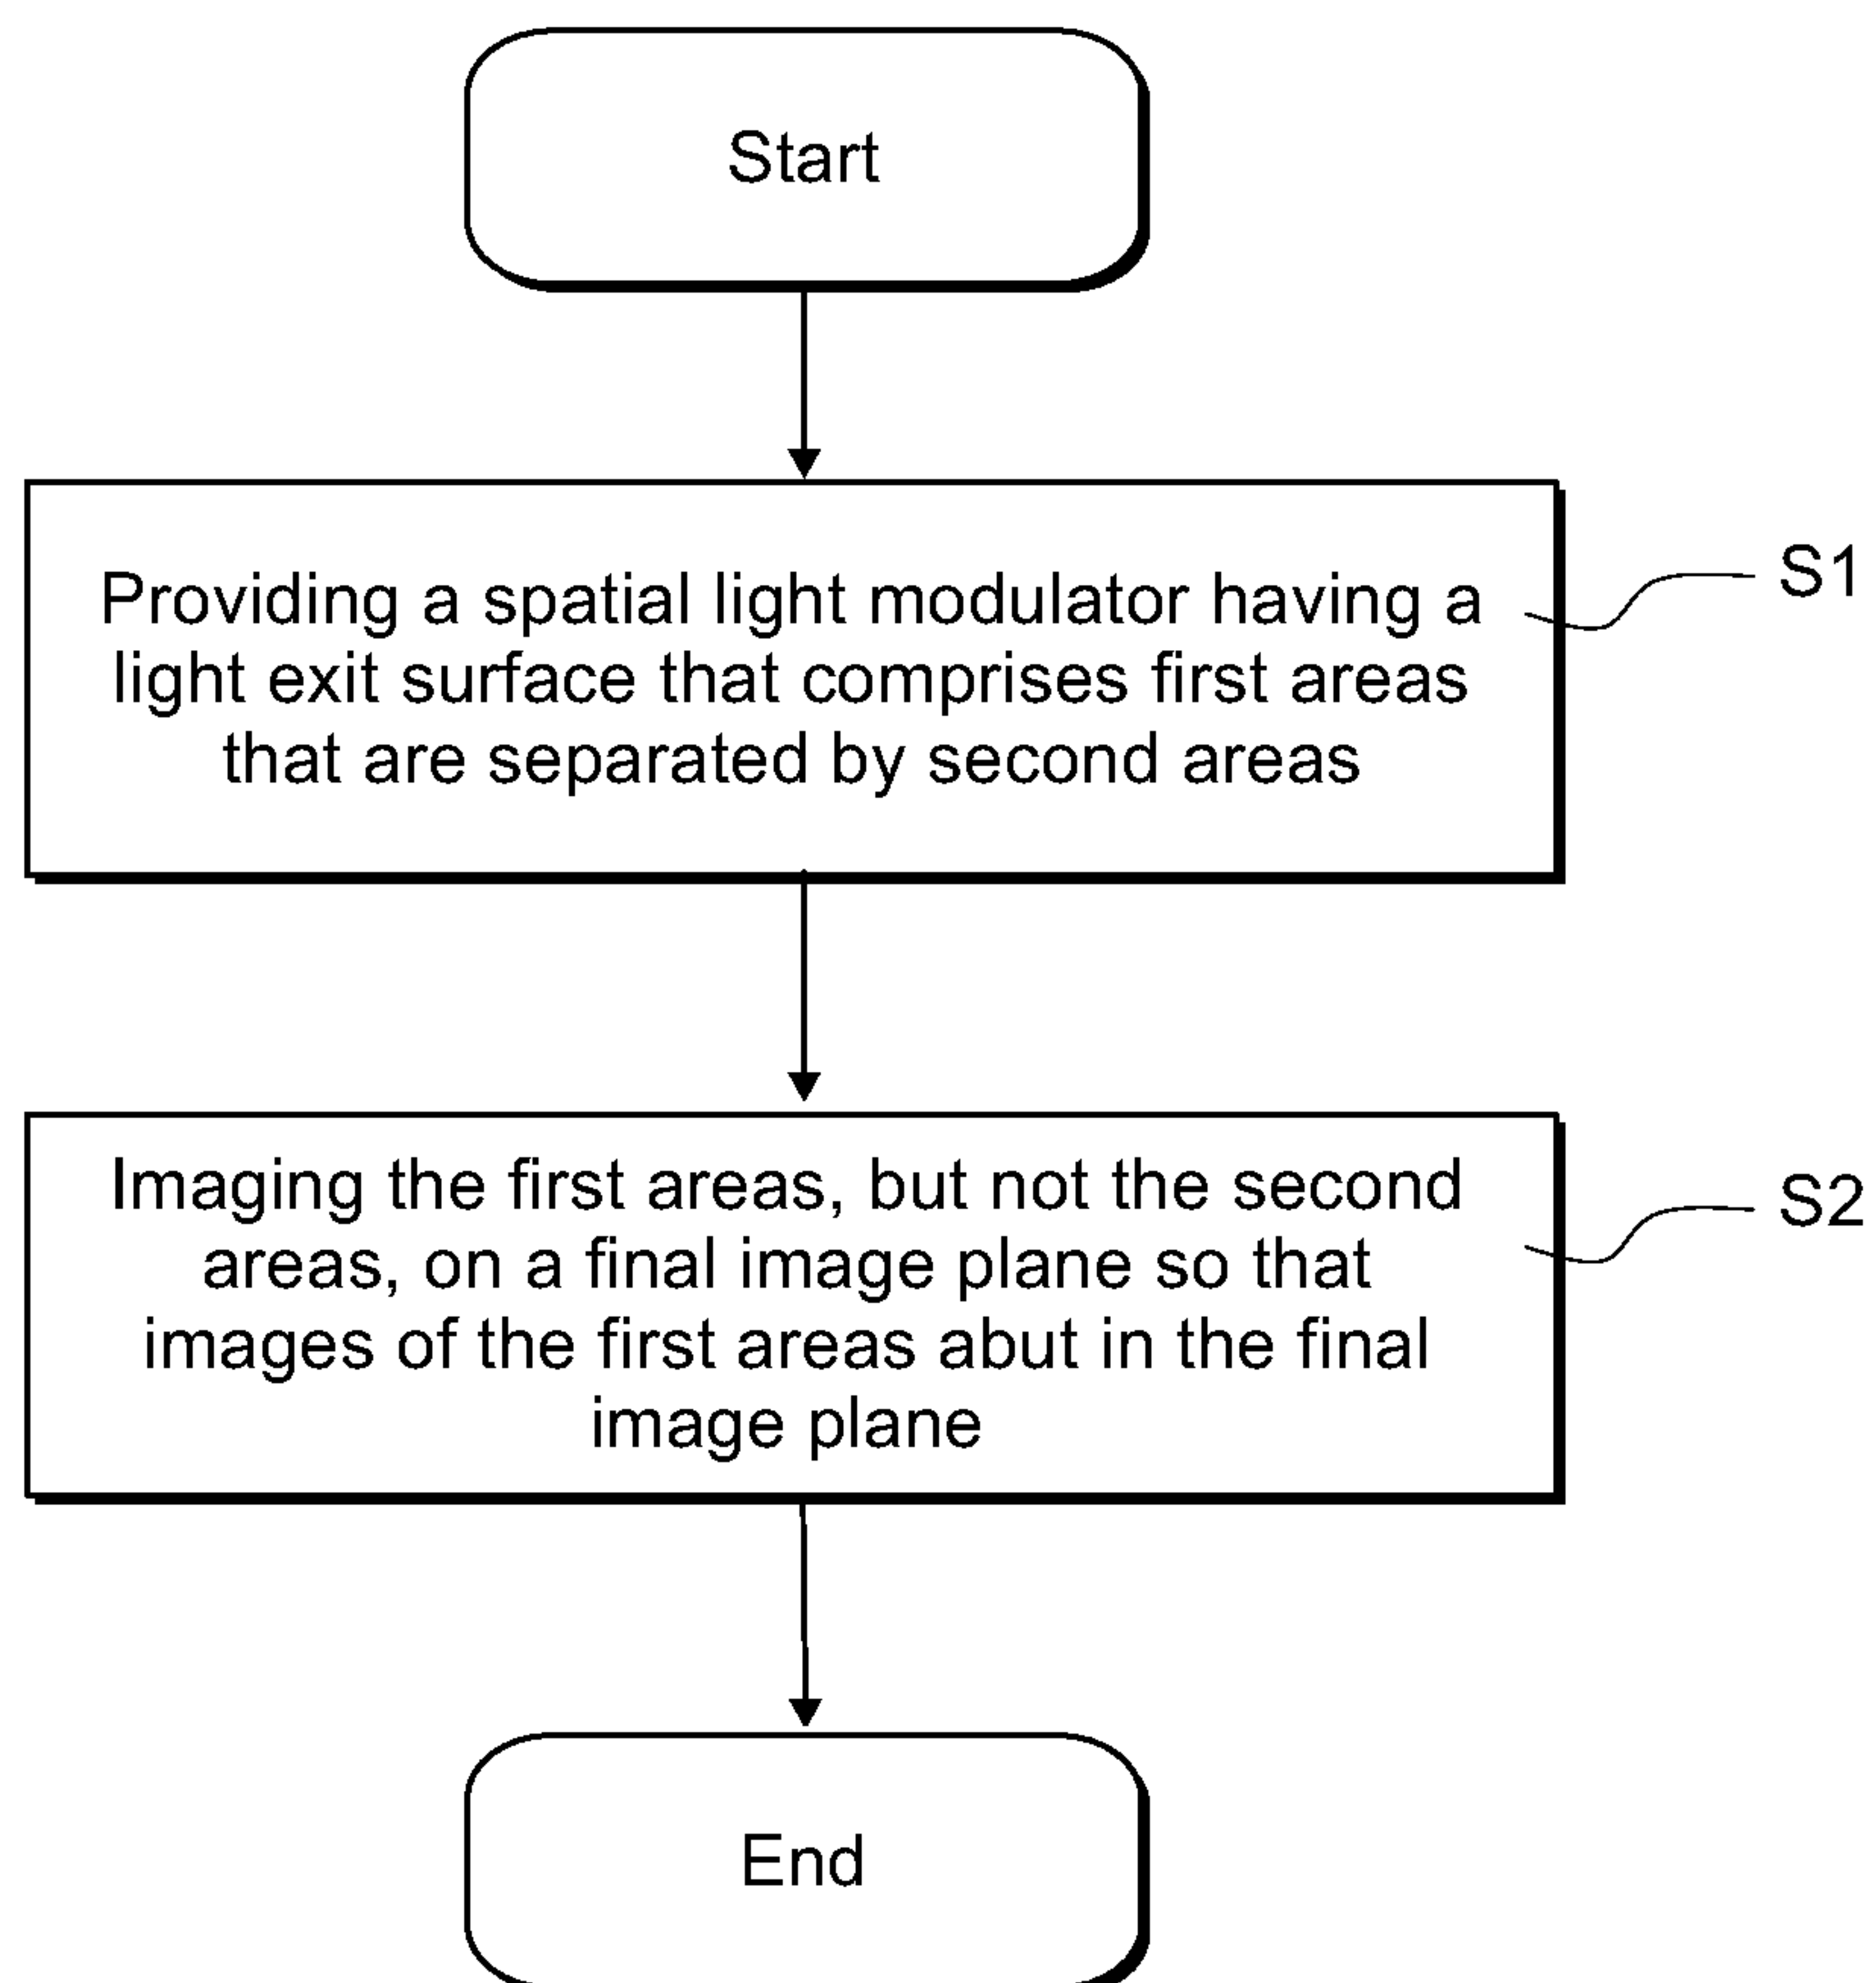 Start
Providing a spatial light modulator having a
light exit surface that comprises first areas
that are separated by second areas
S1
Imaging the first areas, but not the second
areas, on a final image plane so that
images of the first areas abut in the final
image plane
S2
End